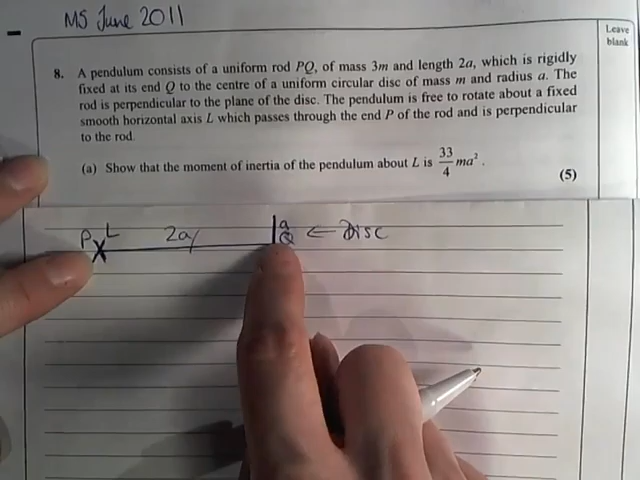 MS June 2011
Leave
blank
8. A pendulum consists of a uniform rod PQ, of mass 3m and length 2a, which is rigidly
fixed at its end Q to the centre of a uniform circular disc of mass m and radius a. The
rod is perpendicular to the plane of the disc. The pendulum is free to rotate about a fixed
smooth horizontal axis L which passes through the end P of the rod and is perpendicular
to the rod.
(a) Show that the moment of inertia of the pendulum about L is 33/4 ma².
(5)
P L 2a a Q ← Disc